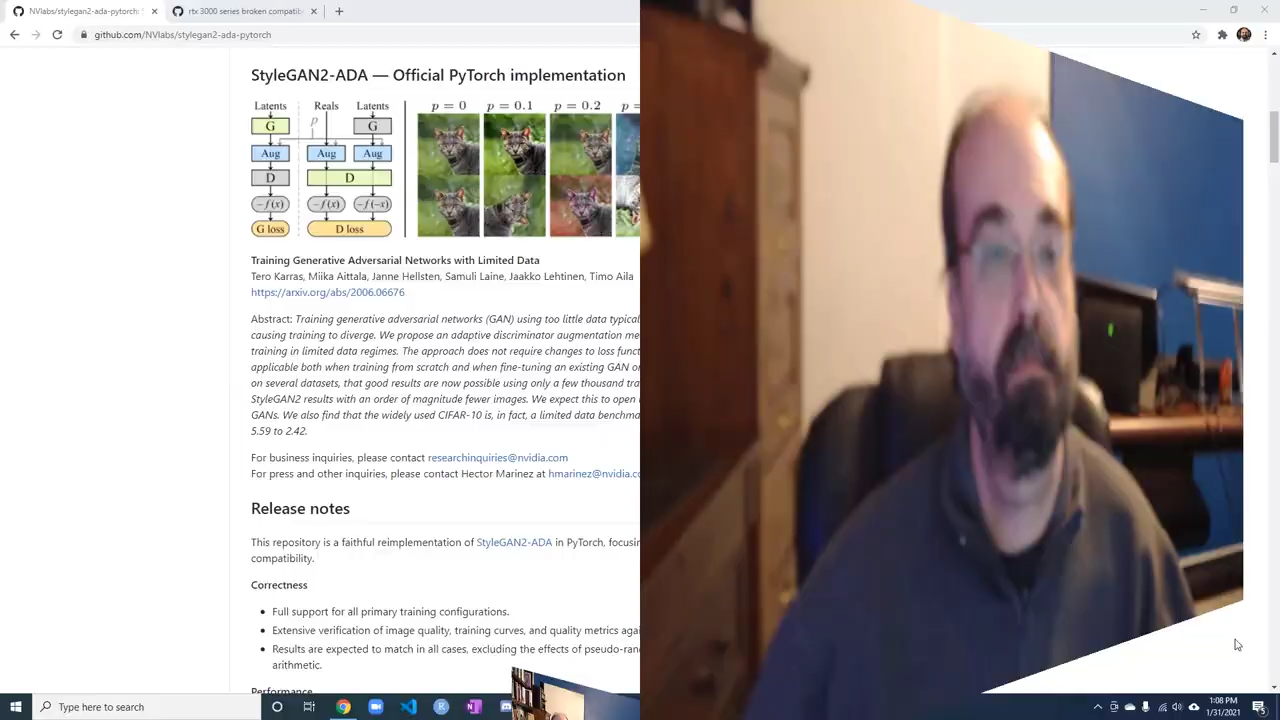 NVlabs/stylegan2-ada-pytorch:
rtx 3000 series broken compatib
github.com/NVlabs/stylegan2-ada-pytorch
StyleGAN2-ADA — Official PyTorch implementation
Latents Reals Latents p = 0 p = 0.1 p = 0.2 p =
G p G
Aug Aug Aug
D D
−f(x) −f(x) −f(−x)
G loss D loss
Training Generative Adversarial Networks with Limited Data
Tero Karras, Miika Aittala, Janne Hellsten, Samuli Laine, Jaakko Lehtinen, Timo Aila
https://arxiv.org/abs/2006.06676
Abstract: Training generative adversarial networks (GAN) using too little data typical
causing training to diverge. We propose an adaptive discriminator augmentation me
training in limited data regimes. The approach does not require changes to loss funct
applicable both when training from scratch and when fine-tuning an existing GAN o
on several datasets, that good results are now possible using only a few thousand tra
StyleGAN2 results with an order of magnitude fewer images. We expect this to open
GANs. We also find that the widely used CIFAR-10 is, in fact, a limited data benchma
5.59 to 2.42.
For business inquiries, please contact researchinquiries@nvidia.com
For press and other inquiries, please contact Hector Marinez at hmarinez@nvidia.co
Release notes
This repository is a faithful reimplementation of StyleGAN2-ADA in PyTorch, focusi
compatibility.
Correctness
Full support for all primary training configurations.
Extensive verification of image quality, training curves, and quality metrics agai
Results are expected to match in all cases, excluding the effects of pseudo-ran
arithmetic.
Performance
Type here to search
1:08 PM
1/31/2021